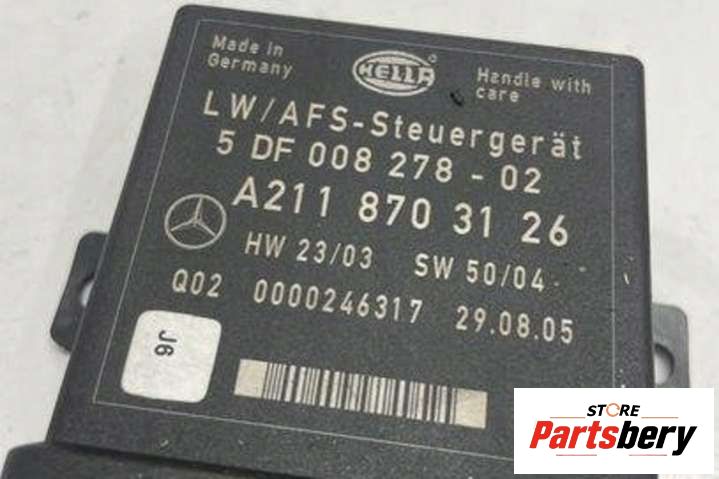 Made in
Germany
HELLA
Handle with
care
LW/AFS-Steuergerät
5 DF 008 278 - 02
A211 870 31 26
HW 23/03 SW 50/04
Q02 0000246317 29.08.05
J6
STORE
Partsbery